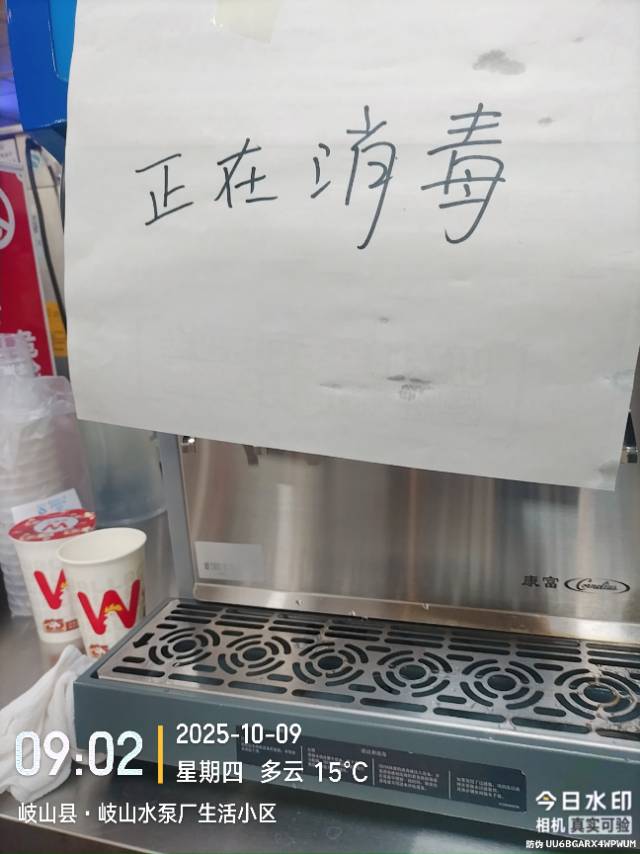 正在消毒
康富 Cornelius
W
W
09:02
2025-10-09
星期四 多云 15℃
岐山县·岐山水泵厂生活小区
今日水印
相机 真实可验
防伪 UU6BGARX4WPWUM